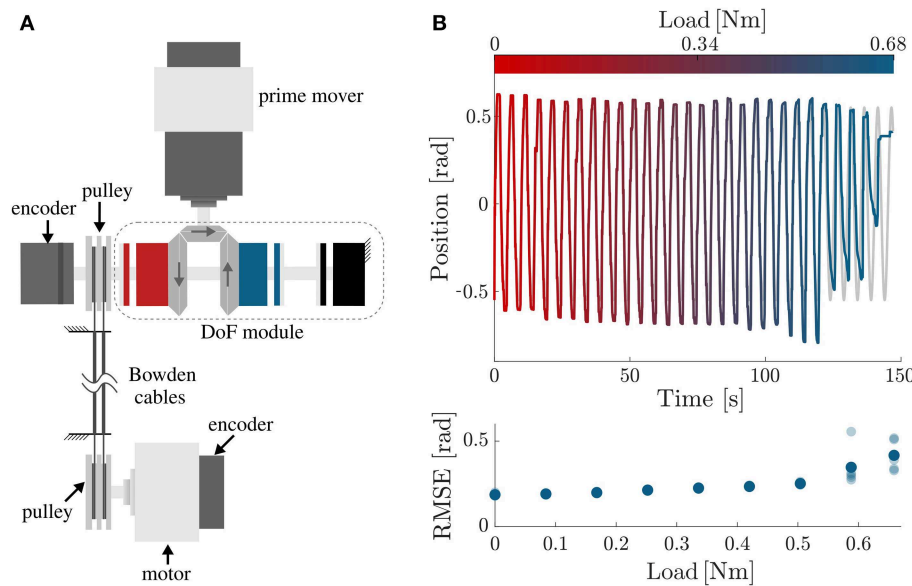 A
prime mover
pulley
encoder
DoF module
Bowden
cables
encoder
pulley
motor
B
Load [Nm]
0 0.34 0.68
Position [rad]
0.5
0
-0.5
0 50 100 150
Time [s]
RMSE [rad]
0.5
0
0 0.1 0.2 0.3 0.4 0.5 0.6
Load [Nm]